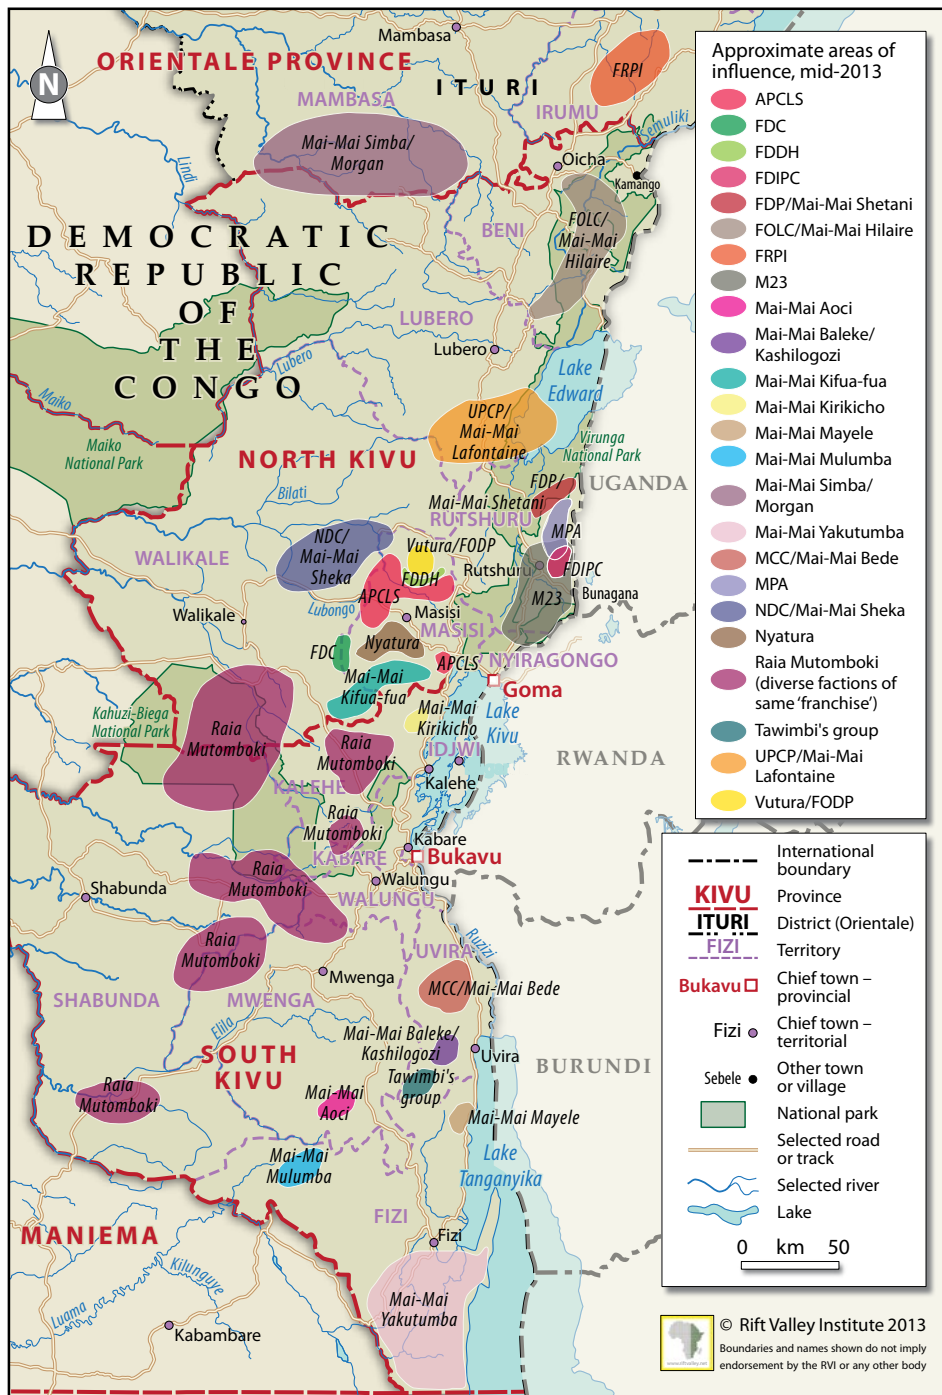 Mambasa
ORIENTALE PROVINCE
ITURI
MAMBASA
FRPI
IRUMU
Semuliki
Mai-Mai Simba/
Morgan
Lindi
Oicha
Kamango
BENI
FOLC/
Mai-Mai
Hilaire
DEMOCRATIC
REPUBLIC
OF
THE
CONGO
LUBERO
Lubero
Lubero
Lake
Edward
Maiko
Maiko
National Park
UPCP/
Mai-Mai
Lafontaine
Virunga
National Park
NORTH KIVU
Bilati
FDP/
Mai-Mai Shetani
UGANDA
RUTSHURU
MPA
WALIKALE
NDC/
Mai-Mai
Sheka
Vutura/FODP
FDDH
Rutshuru
FDIPC
Lubongo
APCLS
M23
Bunagana
Walikale
Masisi
MASISI
Nyatura
FDC
APCLS
NYIRAGONGO
Mai-Mai
Kifua-fua
Goma
Kahuzi-Biega
National Park
Mai-Mai
Kirikicho
Lake
Kivu
Raia
Mutomboki
Raia
Mutomboki
IDJWI
RWANDA
Kalehe
KALEHE
Raia
Mutomboki
Kabare
KABARE
Bukavu
Raia
Mutomboki
Walungu
Shabunda
WALUNGU
Raia
Mutomboki
Ruzizi
UVIRA
Mwenga
MCC/Mai-Mai Bede
SHABUNDA
MWENGA
Elila
Mai-Mai Baleke/
Kashilogozi
Uvira
SOUTH
KIVU
BURUNDI
Tawimbi's
group
Raia
Mutomboki
Mai-Mai
Aoci
Mai-Mai Mayele
Mai-Mai
Mulumba
Lake
Tanganyika
FIZI
MANIEMA
Fizi
Kilunguye
Luama
Mai-Mai
Yakutumba
Kabambare
N
Approximate areas of
influence, mid-2013
APCLS
FDC
FDDH
FDIPC
FDP/Mai-Mai Shetani
FOLC/Mai-Mai Hilaire
FRPI
M23
Mai-Mai Aoci
Mai-Mai Baleke/
Kashilogozi
Mai-Mai Kifua-fua
Mai-Mai Kirikicho
Mai-Mai Mayele
Mai-Mai Mulumba
Mai-Mai Simba/
Morgan
Mai-Mai Yakutumba
MCC/Mai-Mai Bede
MPA
NDC/Mai-Mai Sheka
Nyatura
Raia Mutomboki
(diverse factions of
same ‘franchise’)
Tawimbi's group
UPCP/Mai-Mai
Lafontaine
Vutura/FODP
International
boundary
KIVU Province
ITURI District (Orientale)
FIZI Territory
Bukavu Chief town –
provincial
Fizi Chief town –
territorial
Sebele Other town
or village
National park
Selected road
or track
Selected river
Lake
0 km 50
© Rift Valley Institute 2013
Boundaries and names shown do not imply
endorsement by the RVI or any other body
www.riftvalley.net